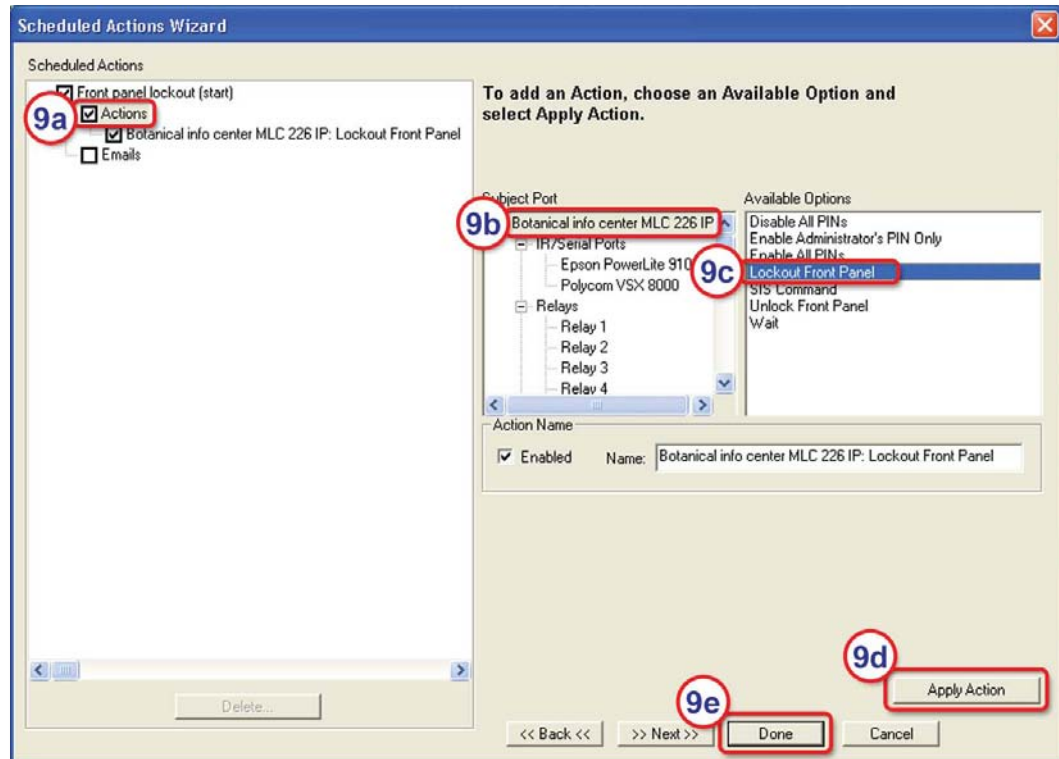 Scheduled Actions Wizard
Scheduled Actions
Front panel lockout (start)
9a
Actions
Botanical info center MLC 226 IP: Lockout Front Panel
Emails
To add an Action, choose an Available Option and
select Apply Action.
Subject Port
9b
Botanical info center MLC 226 IP
IR/Serial Ports
Epson PowerLite 910
Polycom VSX 8000
Relays
Relay 1
Relay 2
Relay 3
Relay 4
Available Options
Disable All PINs
Enable Administrator's PIN Only
Enable All PINs
9c
Lockout Front Panel
SIS Command
Unlock Front Panel
Wait
Action Name
Enabled
Name:
Botanical info center MLC 226 IP: Lockout Front Panel
9d
Apply Action
Delete...
9e
<< Back <<
>> Next >>
Done
Cancel